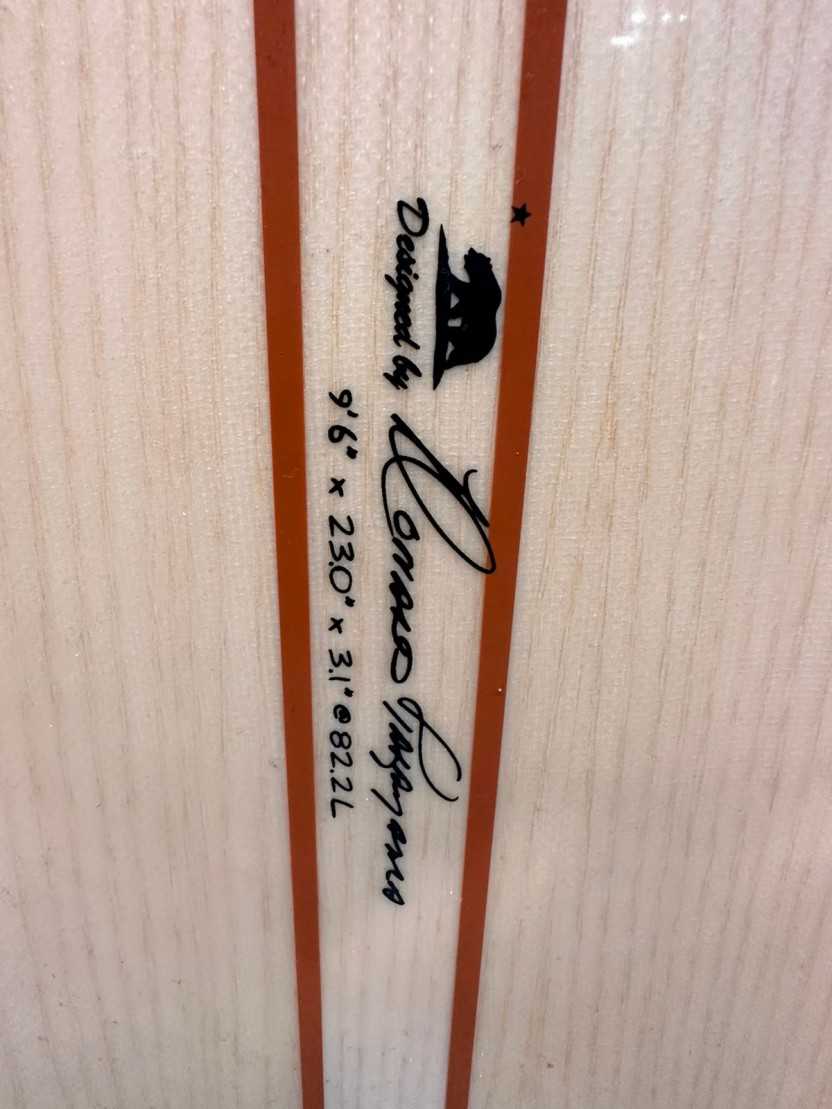 Designed by Donald Takayama
9'6" x 23.0" x 3.1" @ 82.2L